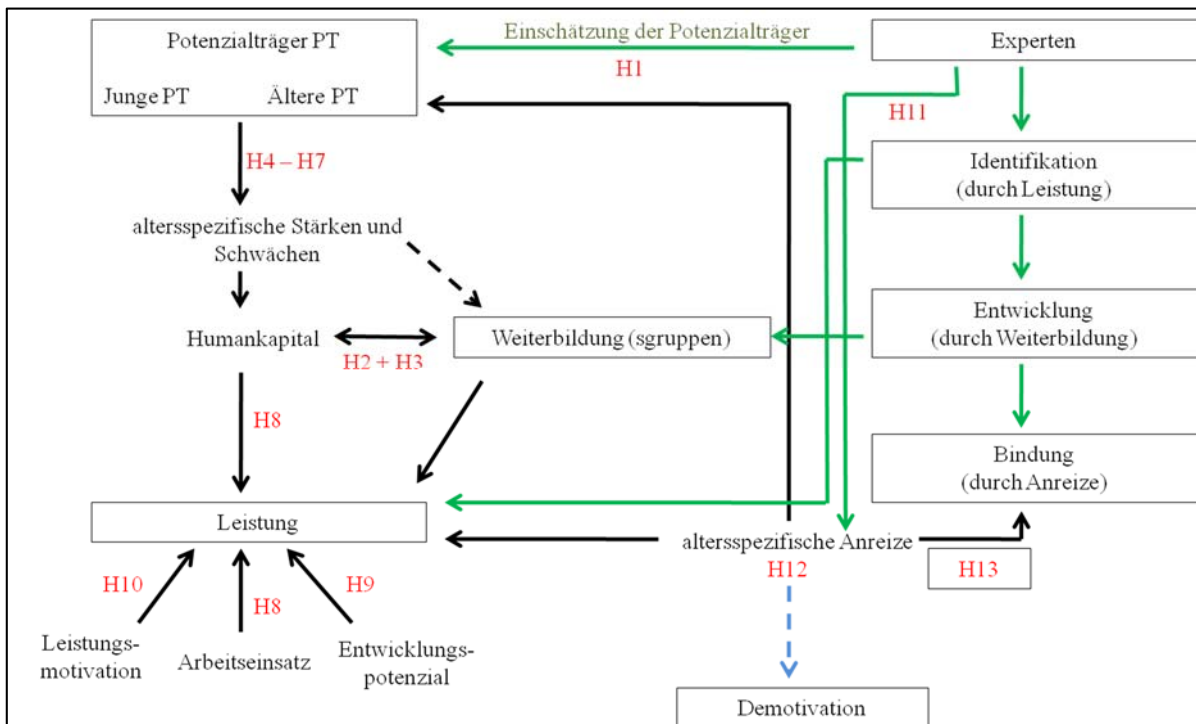 Potenzialträger PT
Junge PT
Ältere PT
Einschätzung der Potenzialträger
H1
Experten
H11
H4 – H7
Identifikation
(durch Leistung)
altersspezifische Stärken und
Schwächen
Humankapital
H2 + H3
Weiterbildung (sgruppen)
Entwicklung
(durch Weiterbildung)
H8
Bindung
(durch Anreize)
Leistung
altersspezifische Anreize
H12
H13
H10
H8
H9
Leistungs-
motivation
Arbeitseinsatz
Entwicklungs-
potenzial
Demotivation